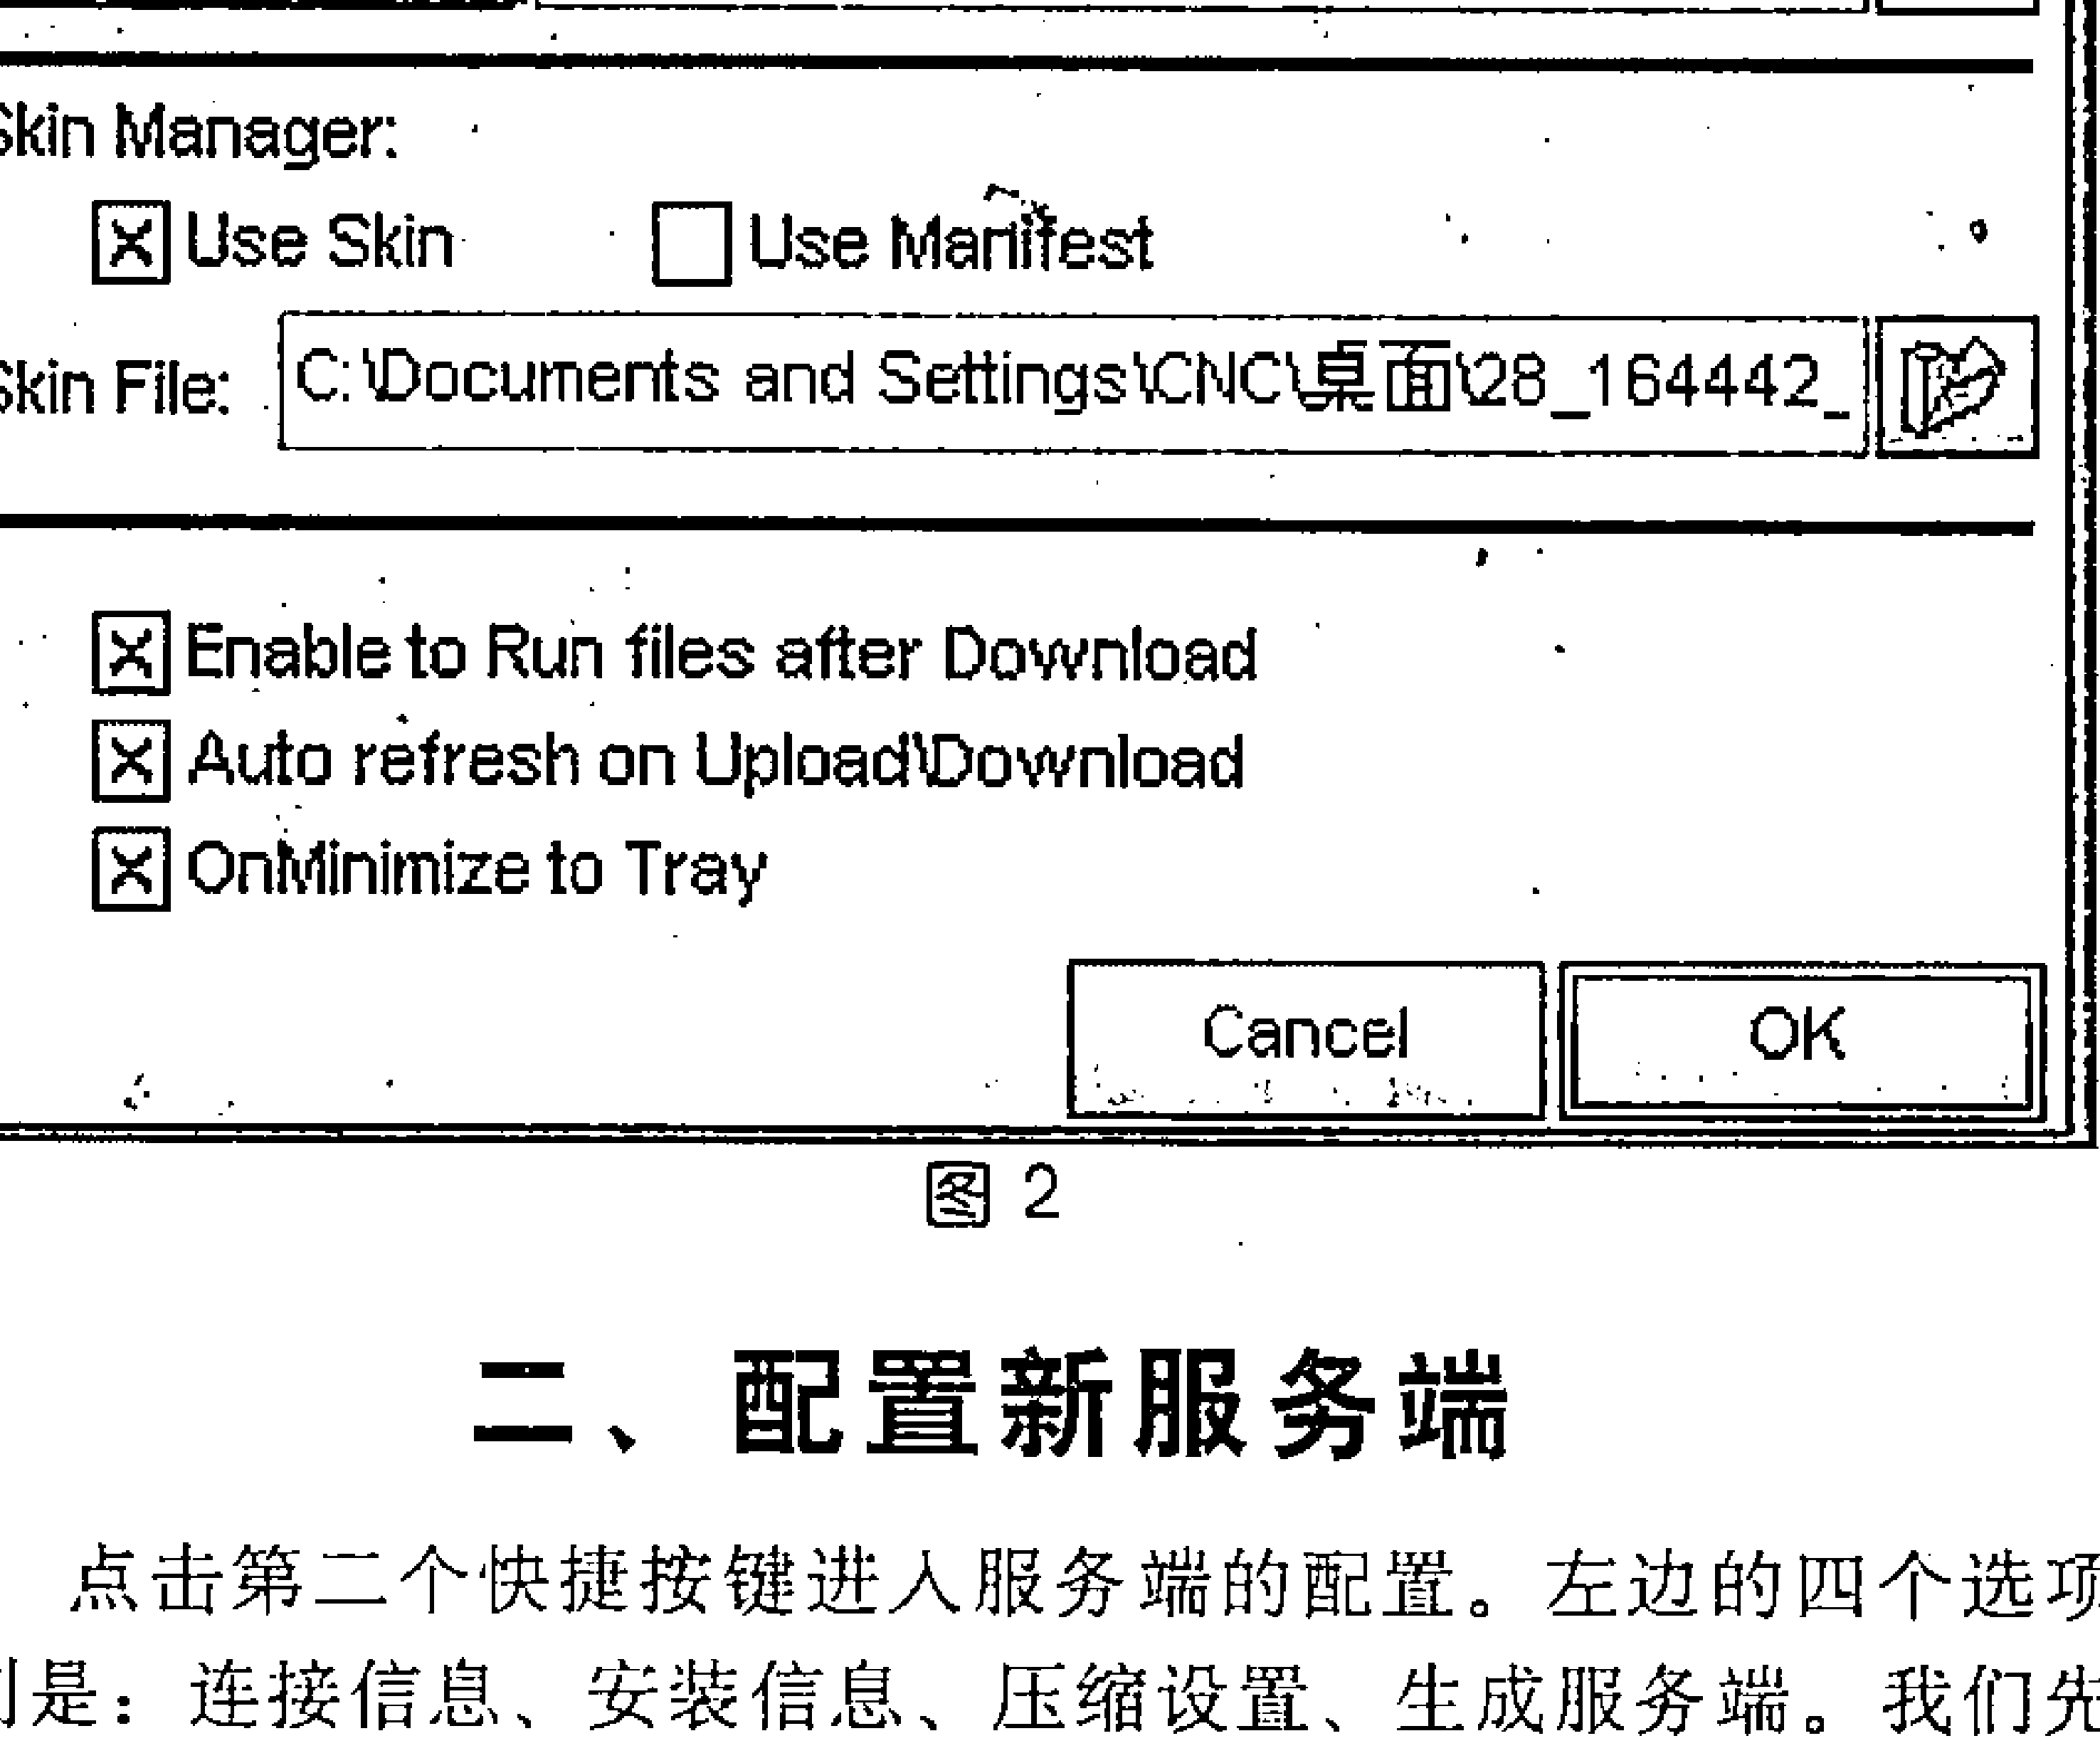 Skin Manager:
Use Skin Use Manifest
Skin File: C:\Documents and Settings\CNC\桌面\28_164442_
Enable to Run files after Download
Auto refresh on Upload\Download
OnMinimize to Tray
Cancel OK
图 2
二、配置新服务端
点击第二个快捷按键进入服务端的配置。左边的四个选项
是：连接信息、安装信息、压缩设置、生成服务端。我们先